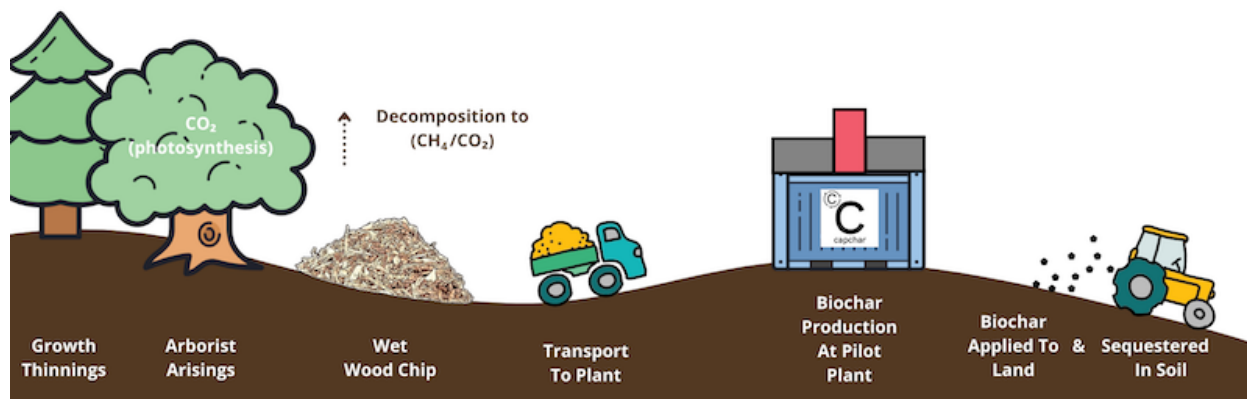 CO₂
(photosynthesis)
Decomposition to
(CH₄/CO₂)
C
C
capchar
Growth
Thinnings
Arborist
Arisings
Wet
Wood Chip
Transport
To Plant
Biochar
Production
At Pilot
Plant
Biochar
Applied To & Sequestered
Land In Soil